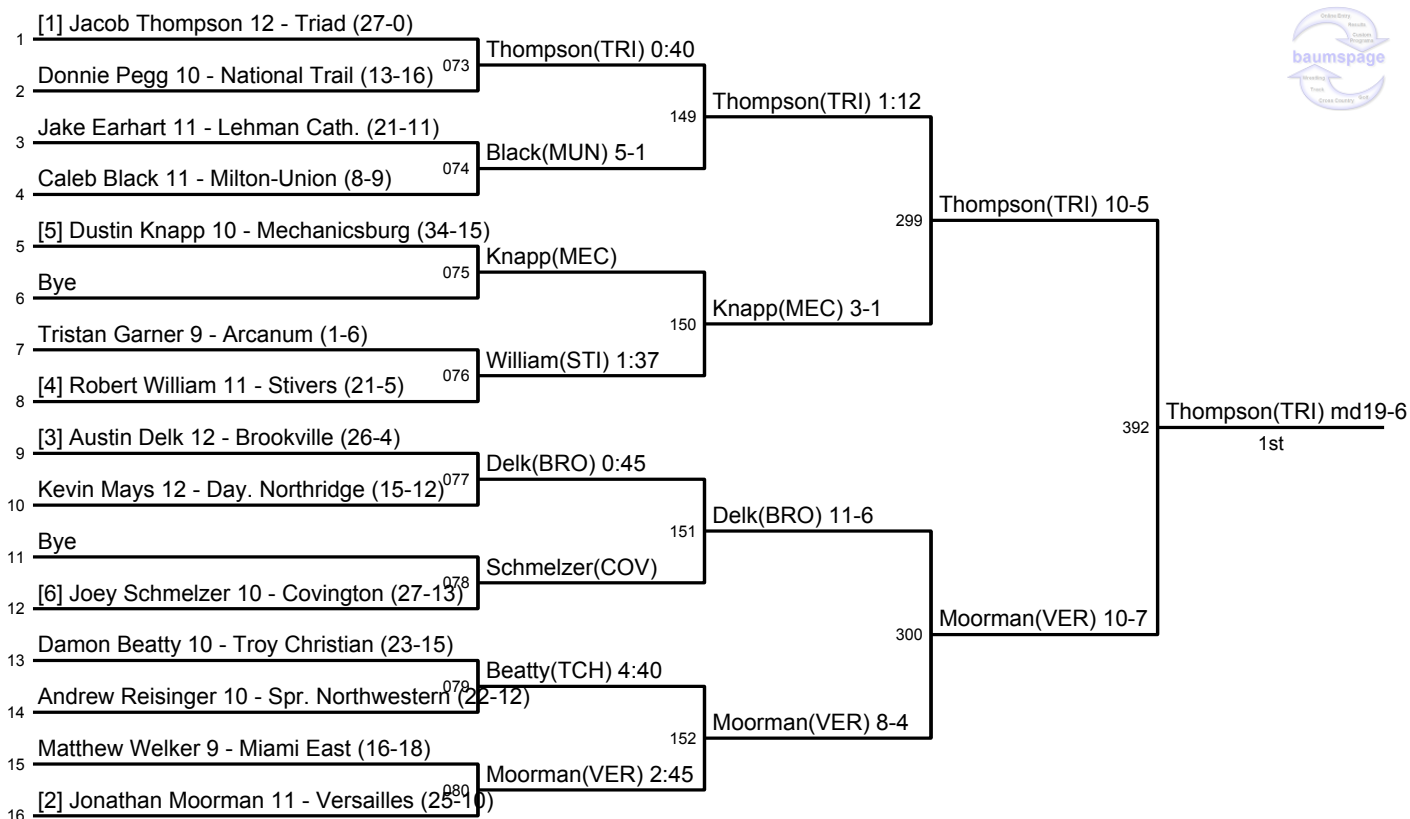 [1] Jacob Thompson 12 - Triad (27-0)
1
Donnie Pegg 10 - National Trail (13-16)
2
073
Thompson(TRI) 0:40
Jake Earhart 11 - Lehman Cath. (21-11)
3
Caleb Black 11 - Milton-Union (8-9)
4
074
Black(MUN) 5-1
149
Thompson(TRI) 1:12
[5] Dustin Knapp 10 - Mechanicsburg (34-15)
5
Bye
6
075
Knapp(MEC)
Tristan Garner 9 - Arcanum (1-6)
7
[4] Robert William 11 - Stivers (21-5)
8
076
William(STI) 1:37
150
Knapp(MEC) 3-1
299
Thompson(TRI) 10-5
[3] Austin Delk 12 - Brookville (26-4)
9
Kevin Mays 12 - Day. Northridge (15-12)
10
077
Delk(BRO) 0:45
Bye
11
[6] Joey Schmelzer 10 - Covington (27-13)
12
078
Schmelzer(COV)
151
Delk(BRO) 11-6
Damon Beatty 10 - Troy Christian (23-15)
13
Andrew Reisinger 10 - Spr. Northwestern (22-12)
14
079
Beatty(TCH) 4:40
Matthew Welker 9 - Miami East (16-18)
15
[2] Jonathan Moorman 11 - Versailles (25-10)
16
080
Moorman(VER) 2:45
152
Moorman(VER) 8-4
300
Moorman(VER) 10-7
392
Thompson(TRI) md19-6
1st
Online Entry
Results
baumspage
Wrestling
Track
Cross Country
Golf